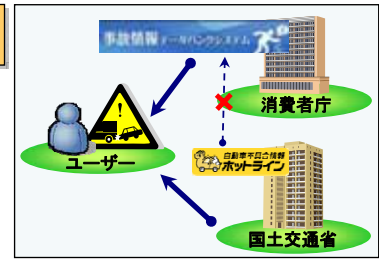 事故情報データバンクシステム
消費者庁
ユーザー
自動車不具合情報
ホットライン
国土交通省